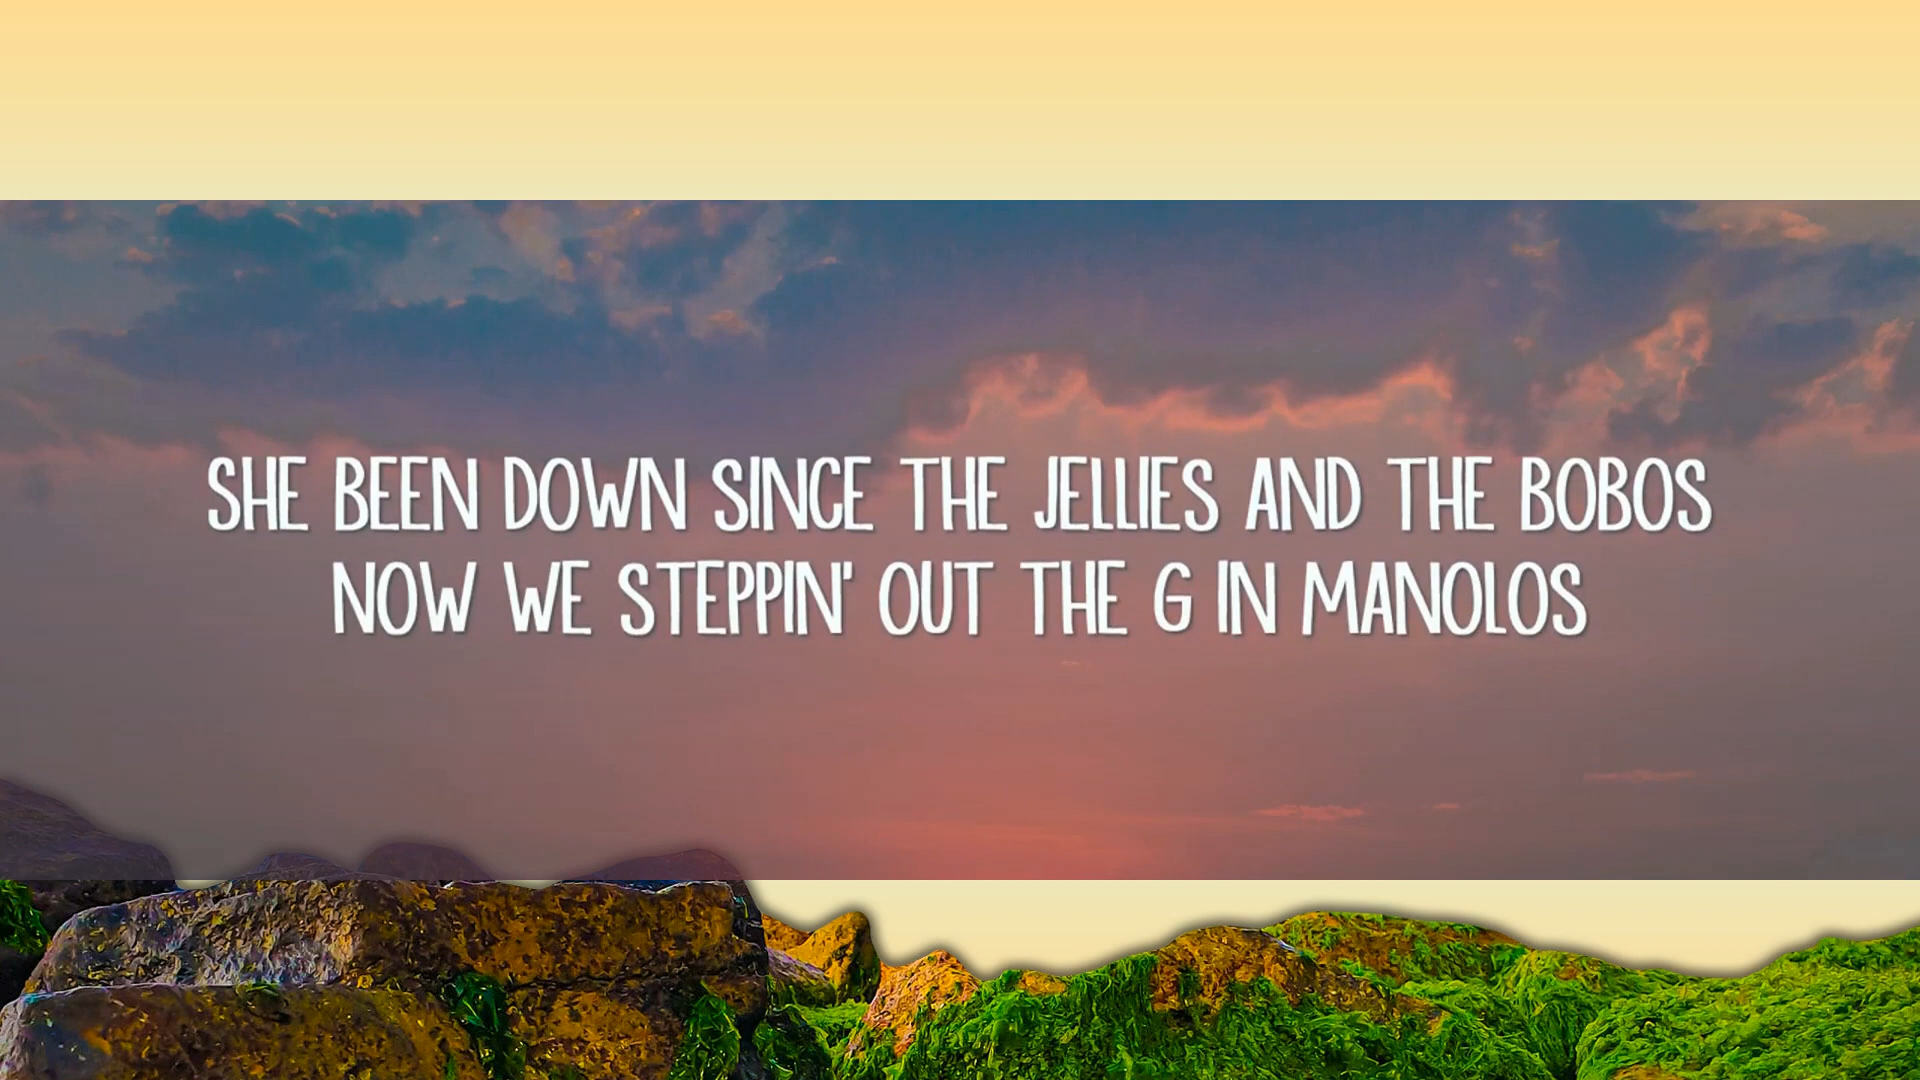 SHE BEEN DOWN SINCE THE JELLIES AND THE BOBOS
NOW WE STEPPIN' OUT THE G IN MANOLOS